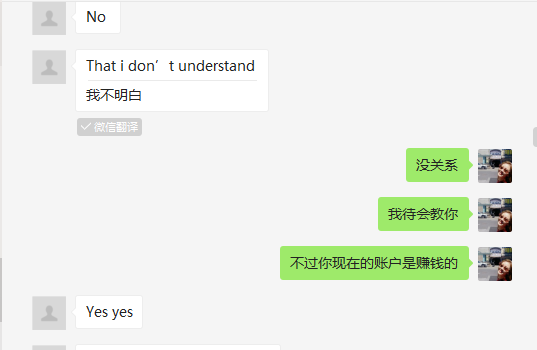 No
That i don't understand
我不明白
微信翻译
没关系
我待会教你
不过你现在的账户是赚钱的
Yes yes